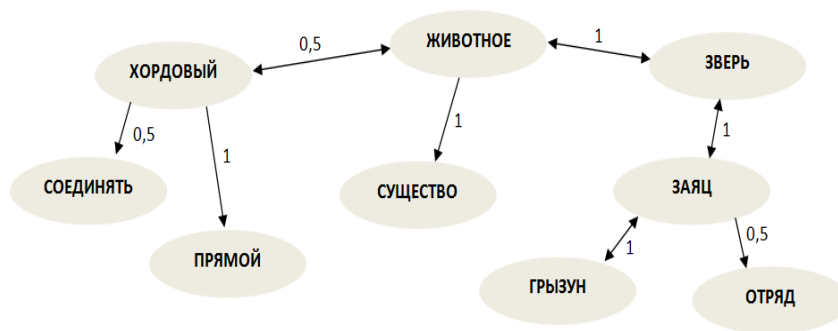 ЖИВОТНОЕ
0,5
1
ХОРДОВЫЙ
ЗВЕРЬ
0,5
1
1
1
СОЕДИНЯТЬ
СУЩЕСТВО
ЗАЯЦ
ПРЯМОЙ
1
0,5
ГРЫЗУН
ОТРЯД